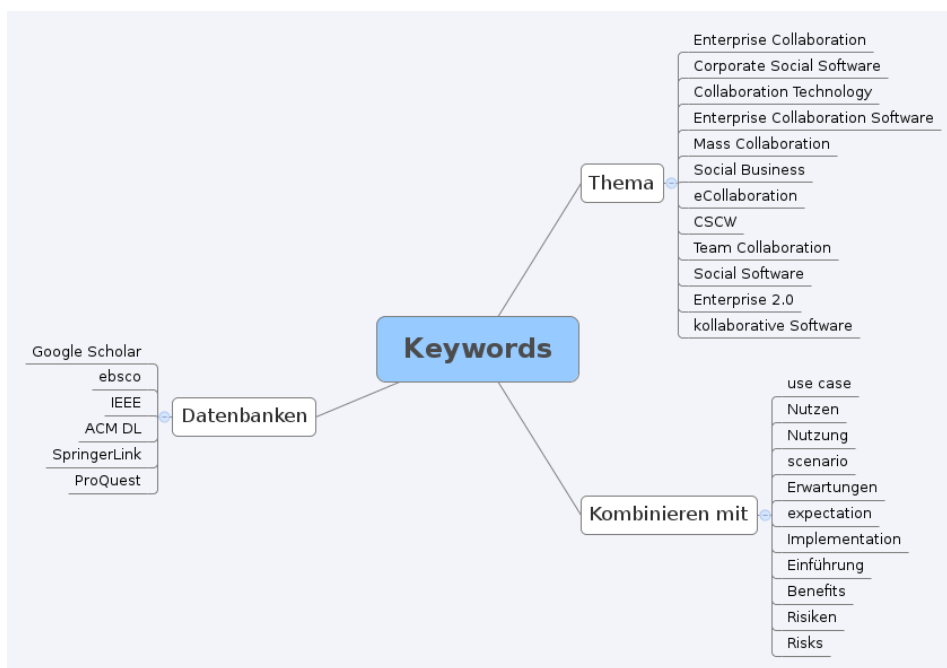 Keywords
Thema
Enterprise Collaboration
Corporate Social Software
Collaboration Technology
Enterprise Collaboration Software
Mass Collaboration
Social Business
eCollaboration
CSCW
Team Collaboration
Social Software
Enterprise 2.0
kollaborative Software
Kombinieren mit
use case
Nutzen
Nutzung
scenario
Erwartungen
expectation
Implementation
Einführung
Benefits
Risiken
Risks
Datenbanken
Google Scholar
ebsco
IEEE
ACM DL
SpringerLink
ProQuest